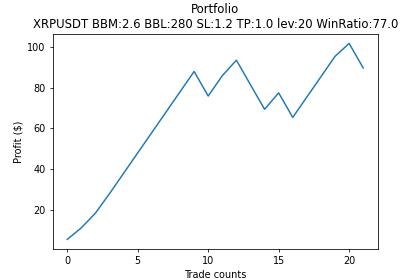 Portfolio
XRPUSDT BBM:2.6 BBL:280 SL:1.2 TP:1.0 lev:20 WinRatio:77.0
100
80
60
40
20
Profit ($)
0 5 10 15 20
Trade counts